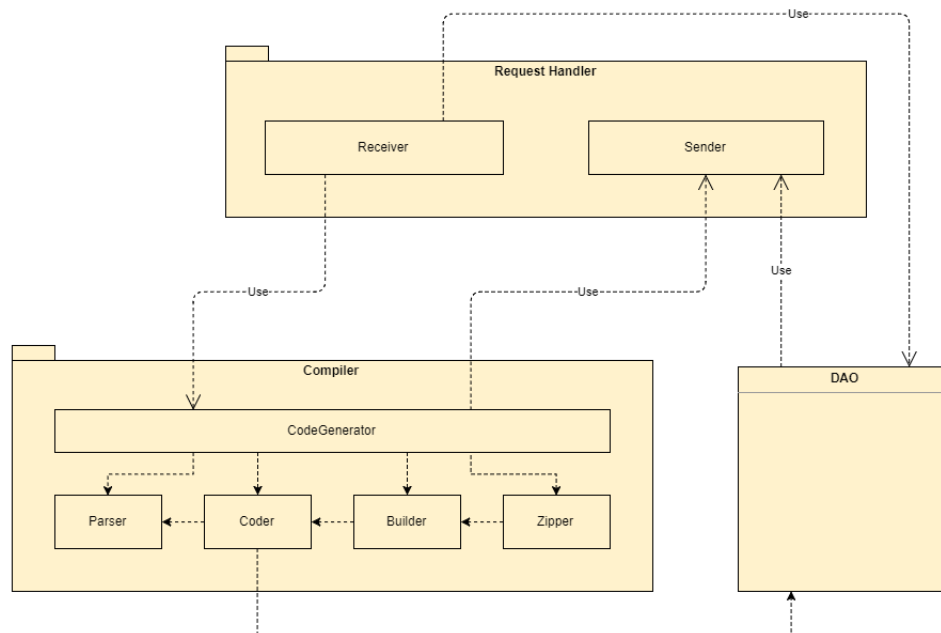 Use
Request Handler
Receiver
Sender
Use
Use
Use
Compiler
DAO
CodeGenerator
Parser
Coder
Builder
Zipper